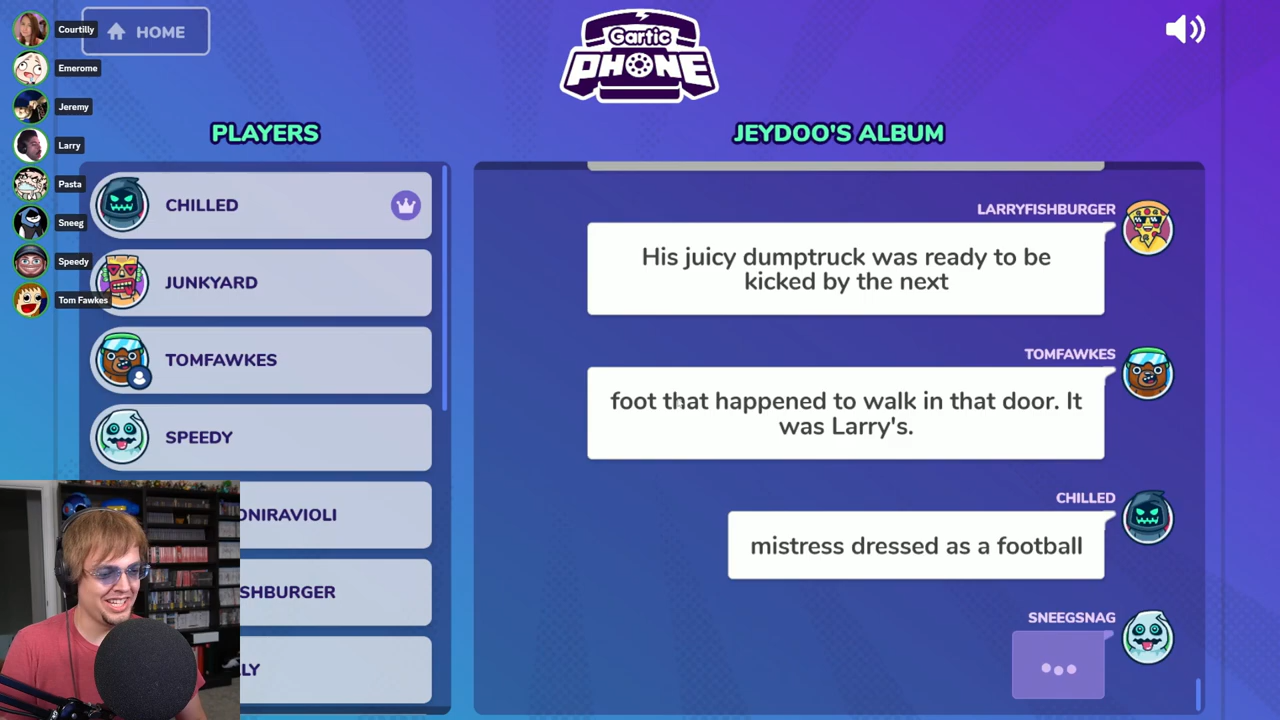 Courtilly
Emerome
Jeremy
Larry
Pasta
Sneeg
Speedy
Tom Fawkes
HOME
Gartic
PHONE
PLAYERS
CHILLED
JUNKYARD
TOMFAWKES
SPEEDY
ONIRAVIOLI
SHBURGER
LY
JEYDOO'S ALBUM
LARRYFISHBURGER
His juicy dumptruck was ready to be
kicked by the next
TOMFAWKES
foot that happened to walk in that door. It
was Larry's.
CHILLED
mistress dressed as a football
SNEEGSNAG